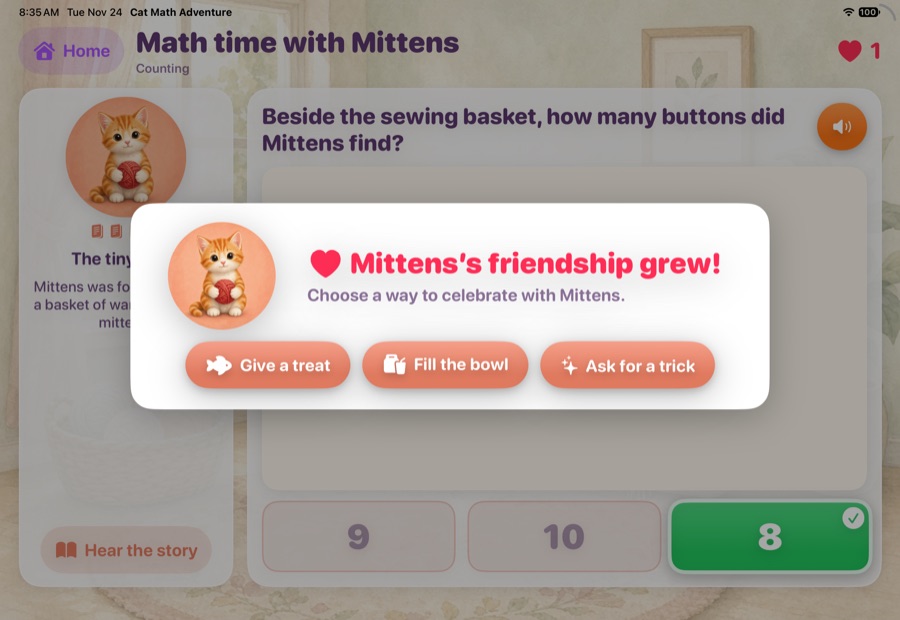 8:35 AM Tue Nov 24 Cat Math Adventure
100
Home
Math time with Mittens
Counting
1
Beside the sewing basket, how many buttons did
Mittens find?
The tiny
Mittens was fo
a basket of wa
mitte
Mittens's friendship grew!
Choose a way to celebrate with Mittens.
Give a treat
Fill the bowl
Ask for a trick
Hear the story
9
10
8